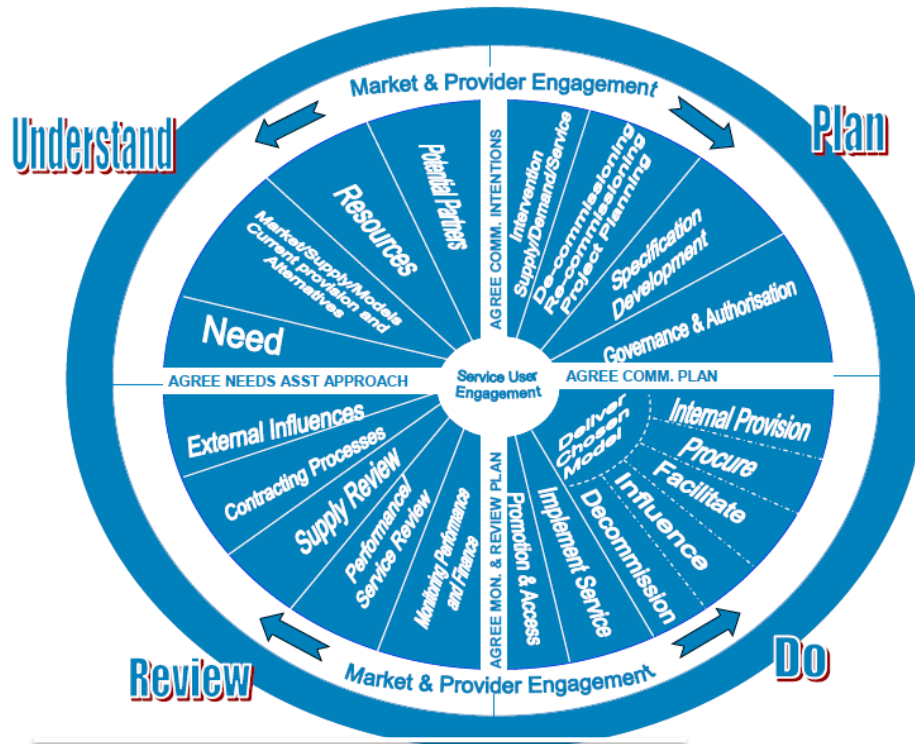 Market & Provider Engagement
Understand
Plan
Potential Partners
Resources
Market/Supply/Models
Current provision and
Alternatives
Need
AGREE COMM. INTENTIONS
Intervention
Supply/Demand/Service
De-commissioning
Re-commissioning
Project Planning
Specification
Development
Governance & Authorisation
AGREE NEEDS ASST APPROACH
Service User
Engagement
AGREE COMM. PLAN
External Influences
Contracting Processes
Supply Review
Performance/
Service Review
Monitoring Performance
and Finance
AGREE MON. & REVIEW PLAN
Promotion & Access
Implement Service
Decommission
Influence
Facilitate
Procure
Internal Provision
Deliver
Chosen
Model
Review
Do
Market & Provider Engagement